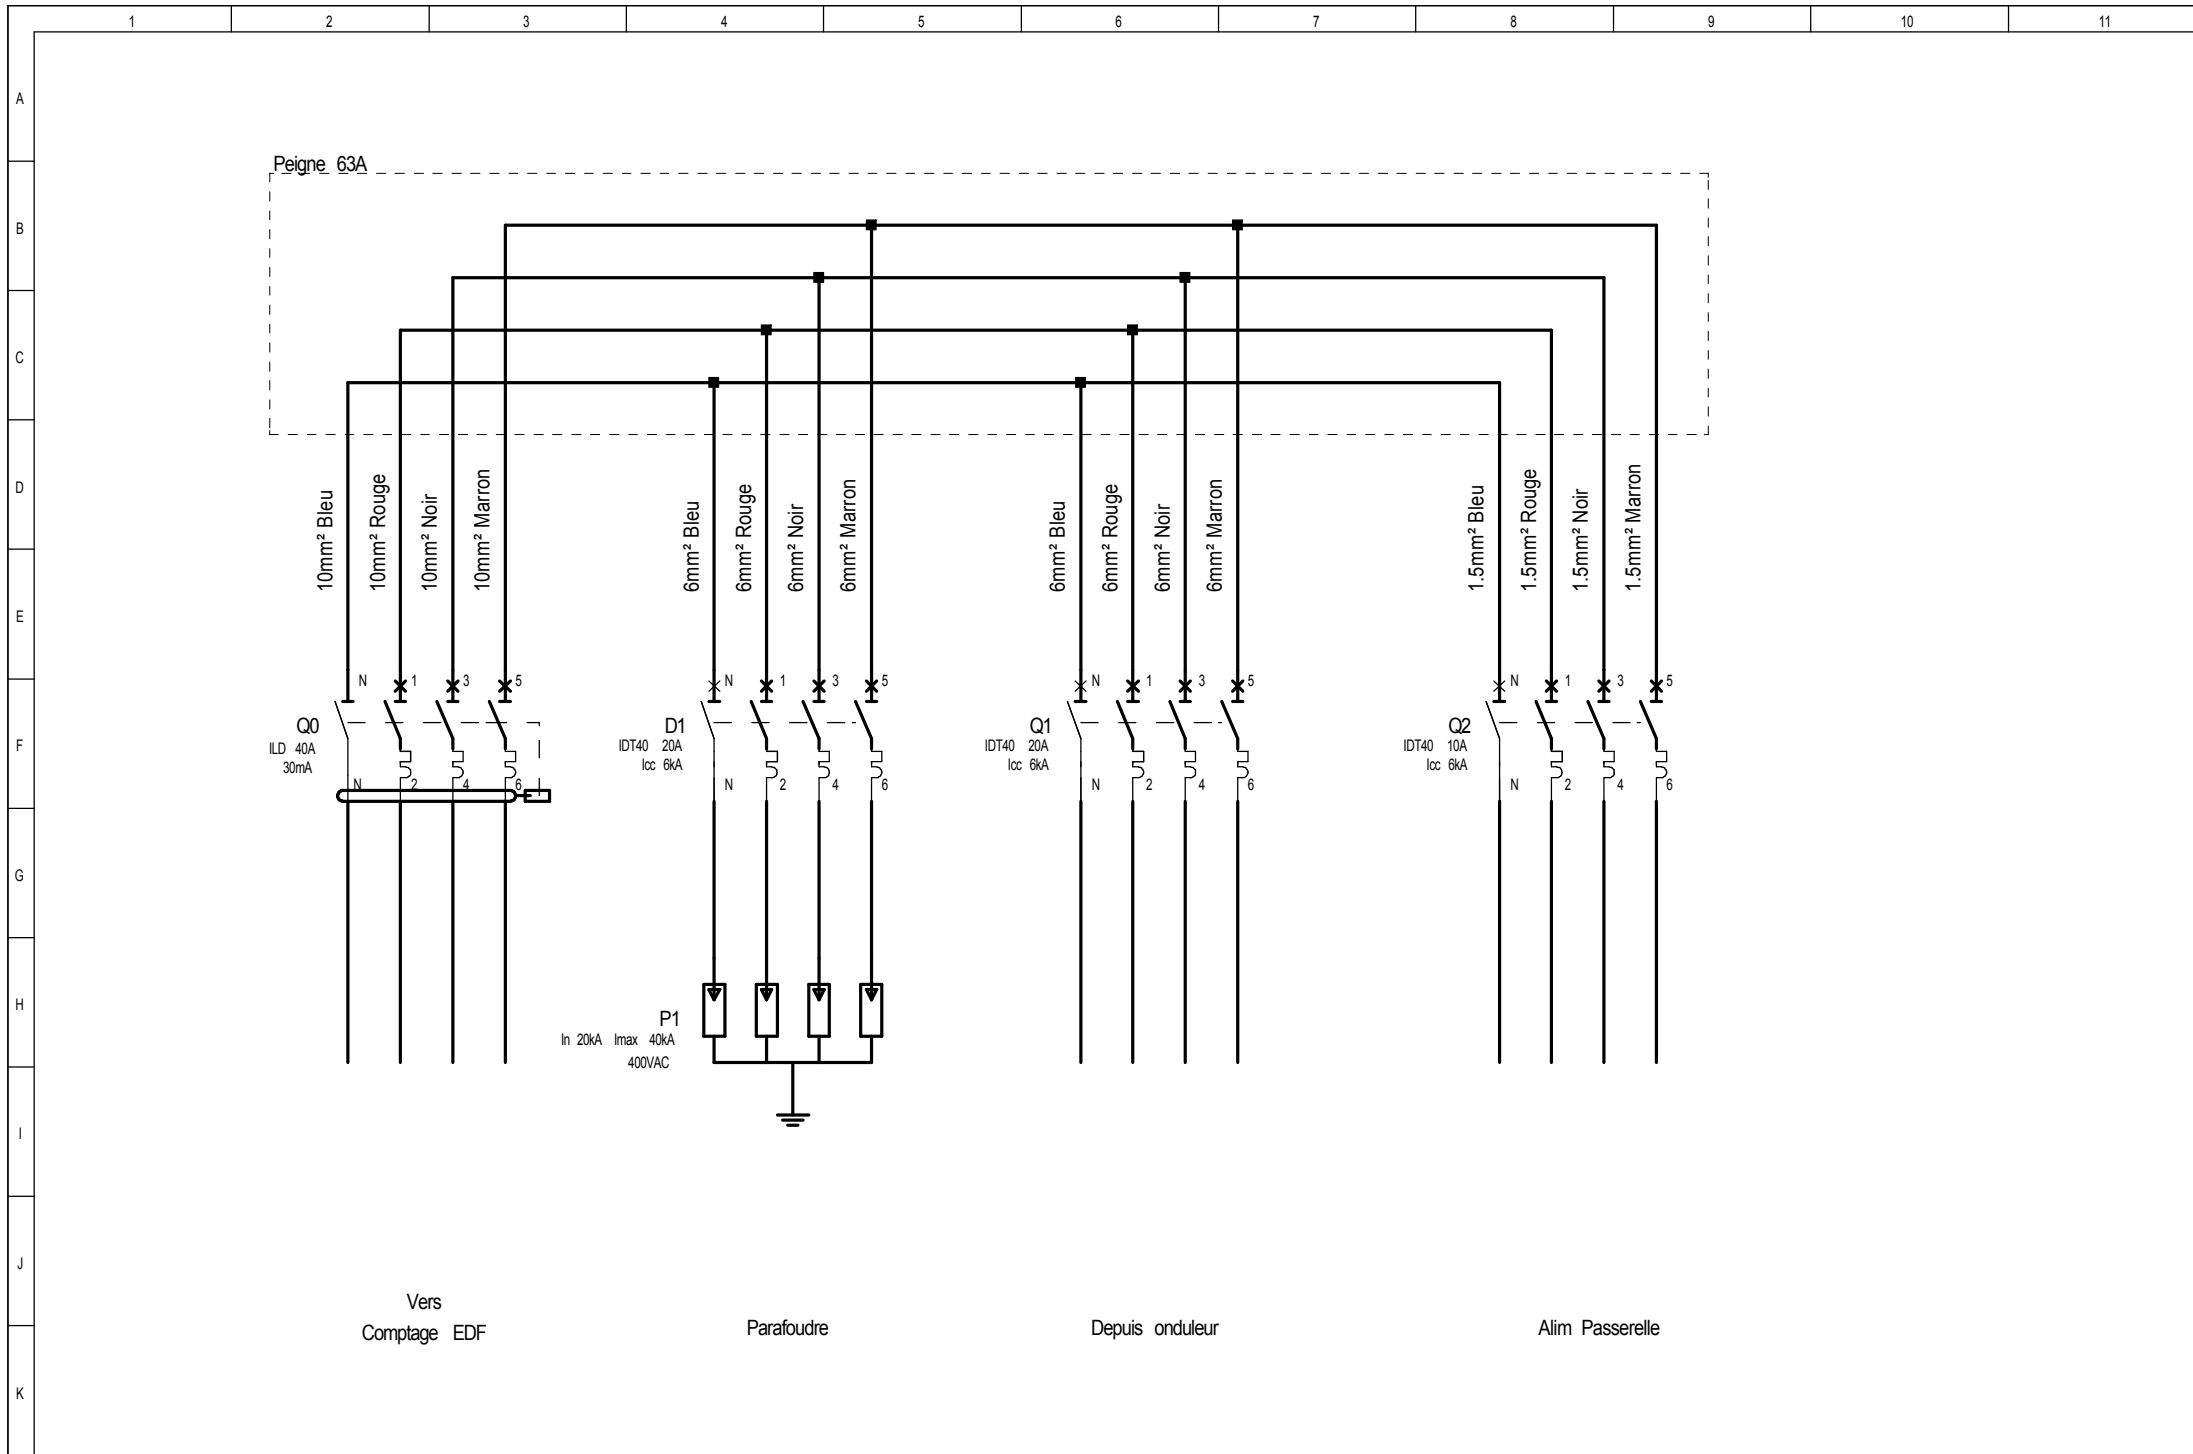 1 2 3 4 5 6 7 8 9 10 11
A
B
C
D
E
F
G
H
I
J
K
Peigne 63A
10mm² Bleu
10mm² Rouge
10mm² Noir
10mm² Marron
6mm² Bleu
6mm² Rouge
6mm² Noir
6mm² Marron
6mm² Bleu
6mm² Rouge
6mm² Noir
6mm² Marron
1.5mm² Bleu
1.5mm² Rouge
1.5mm² Noir
1.5mm² Marron
N 1 3 5
Q0
ILD 40A
30mA
N 2 4 6
N 1 3 5
D1
IDT40 20A
Icc 6kA
N 2 4 6
N 1 3 5
Q1
IDT40 20A
Icc 6kA
N 2 4 6
N 1 3 5
Q2
IDT40 10A
Icc 6kA
N 2 4 6
P1
In 20kA Imax 40kA
400VAC
Vers
Comptage EDF
Parafoudre
Depuis onduleur
Alim Passerelle